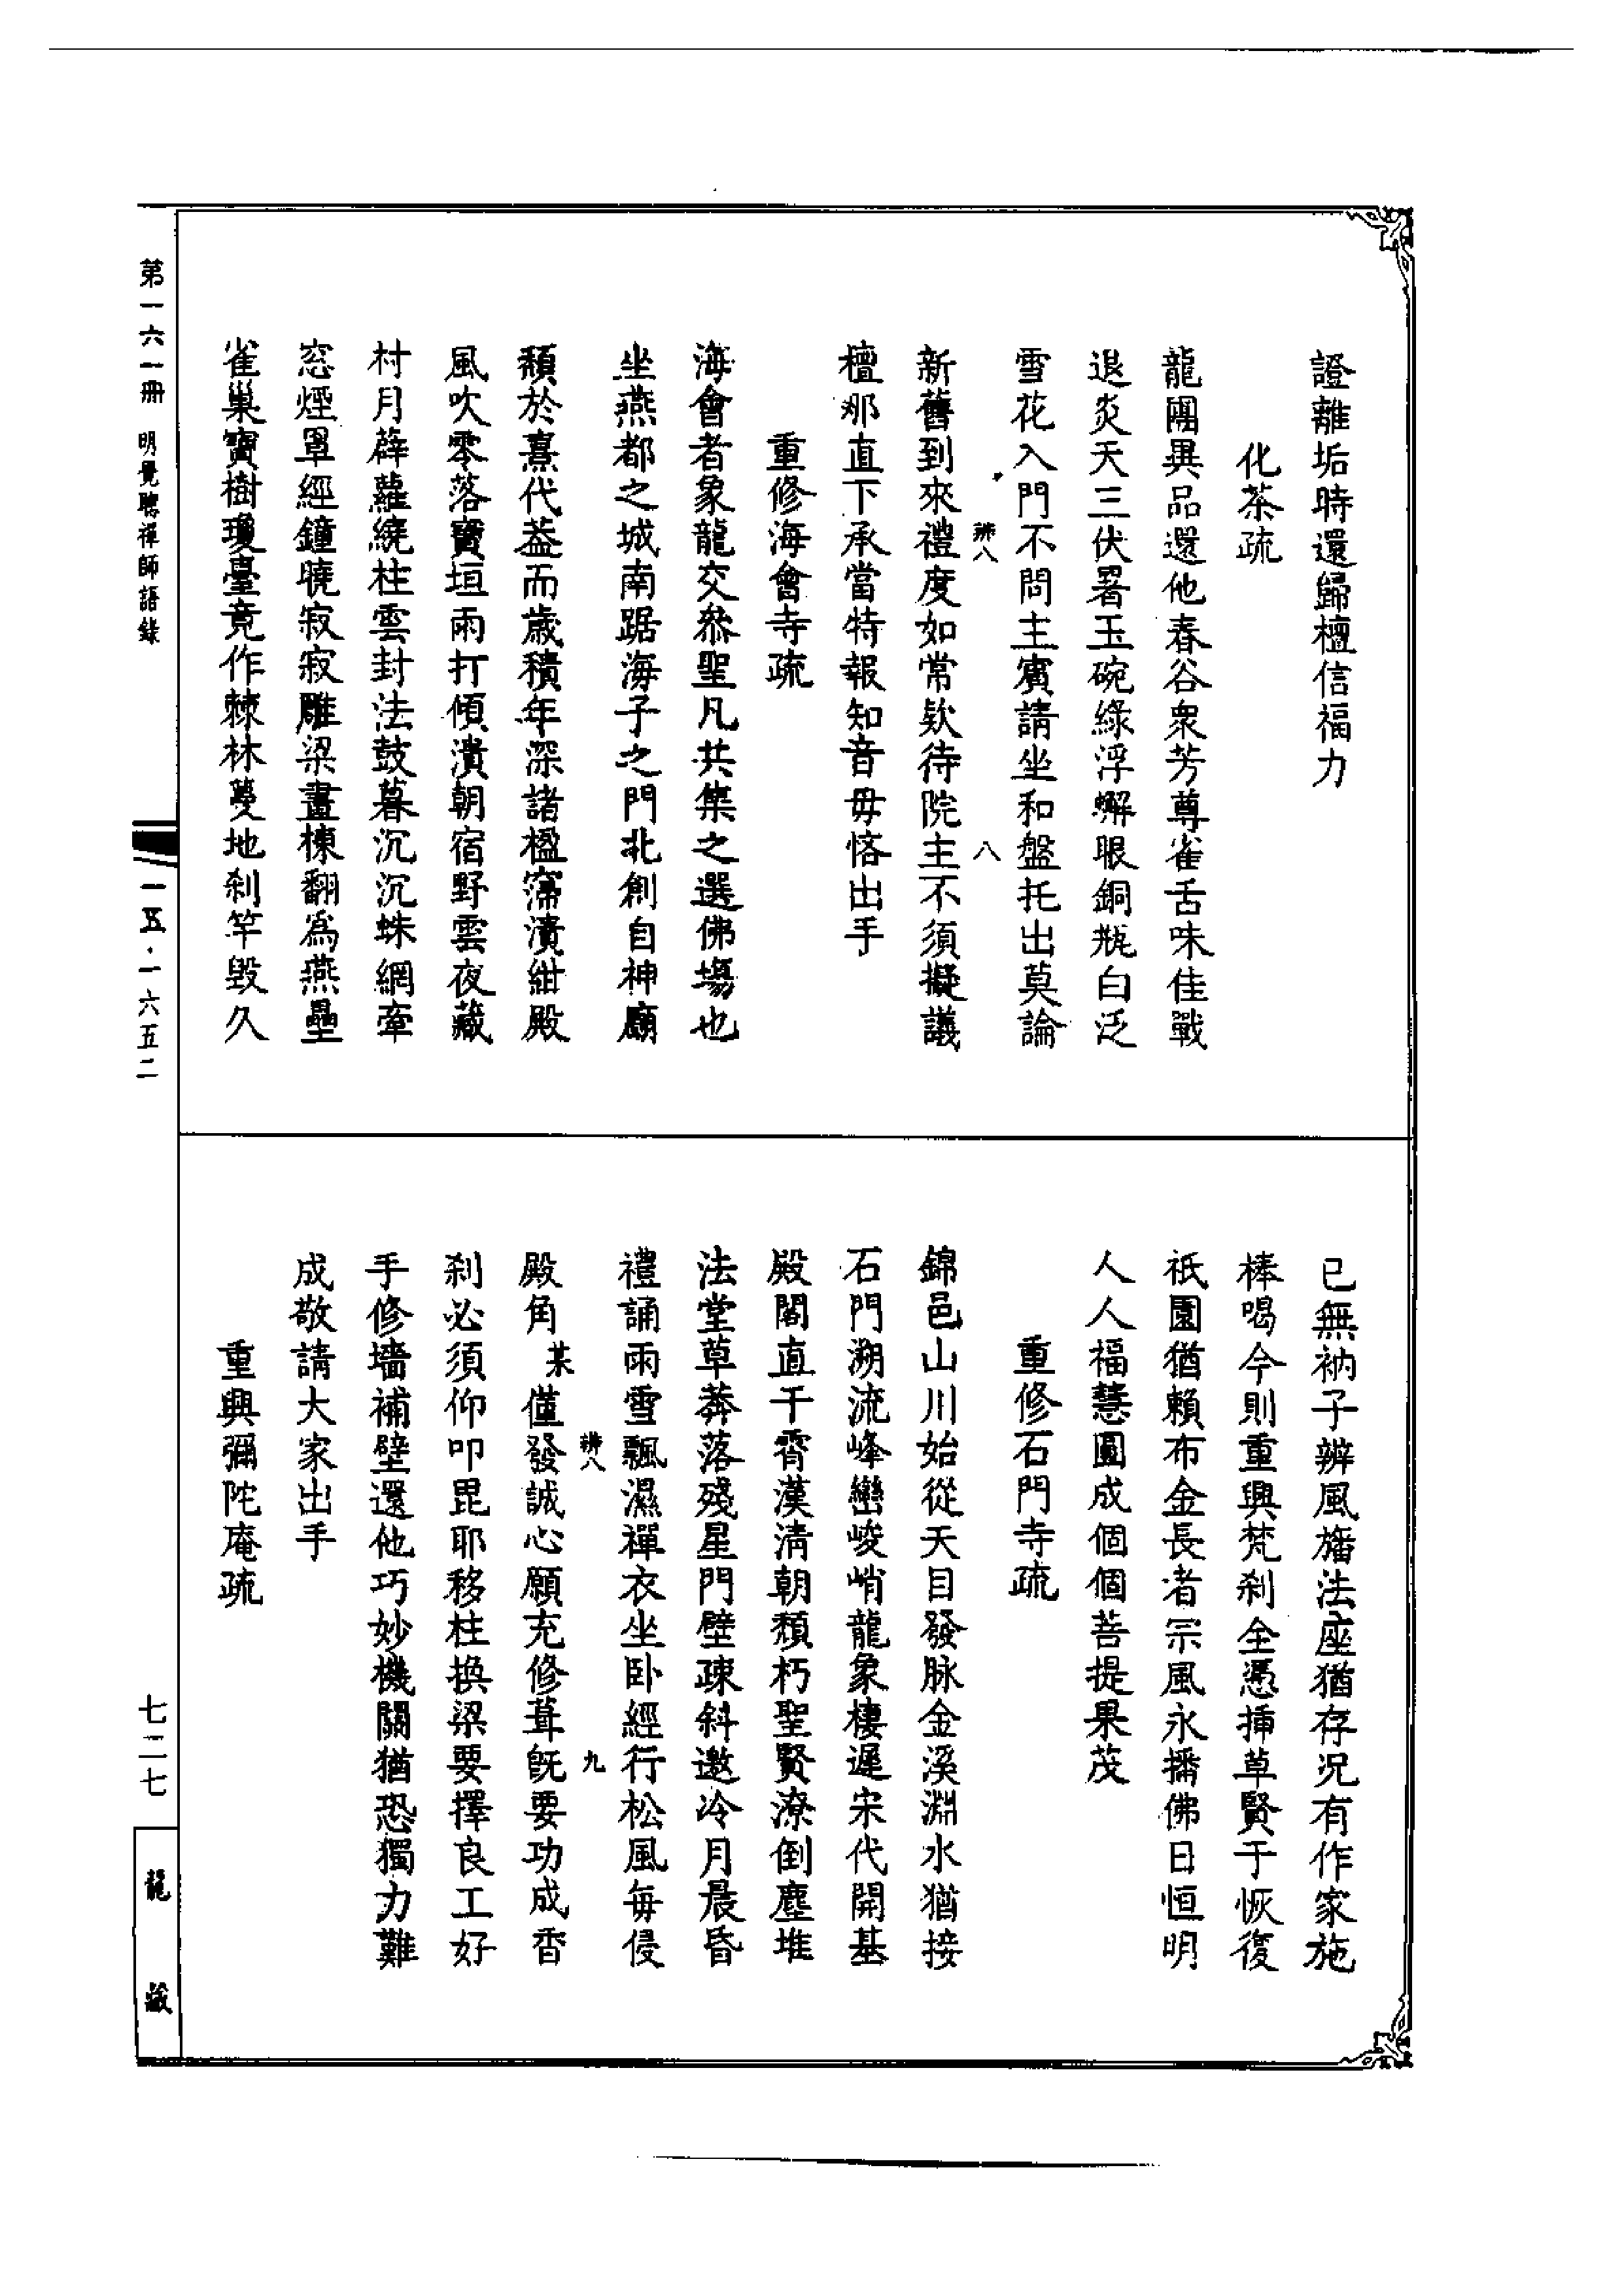 證離垢時還歸檀信福力
化茶疏
龍團異品還他春谷衆芳尊雀舌味佳戰
退炎天三伏署玉碗綠浮蠏眼銅瓶白泛
雪花入門不問主賓請坐和盤托出莫論
辨八
八
新舊到來禮度如常欵待院主不須擬議
檀那直下承當特報知音毋悋出手
重修海會寺疏
海會者象龍交叅聖凡共集之選佛場也
坐燕都之城南踞海子之門北創自神廟
頹於熹代葢而歲積年深諸楹霈潰紺殿
風吹零落寶垣雨打傾潰朝宿野雲夜藏
村月薜蘿繞柱雲封法鼓暮沉沉蛛網牽
窓煙罩經鐘曉寂寂雕梁畫棟翻爲燕壘
雀巢寶樹瓊臺竟作棘林蔓地刹竿毀久
已無衲子辨風旛法座猶存况有作家施
棒喝今則重興梵刹全憑揷草賢于恢復
祇園猶賴布金長者宗風永播佛日恒明
人人福慧圓成個個菩提果茂
重修石門寺疏
錦邑山川始從天目發脉金溪淵水猶接
石門溯流峰巒峻峭龍象棲遲宋代開基
殿閣直干霄漢淸朝頹朽聖賢潦倒塵堆
法堂草莽落殘星門壁疎斜邀冷月晨昏
禮誦雨雪飄濕禪衣坐卧經行松風每侵
辨八
九
殿角某僅發誠心願充修葺旣要功成香
刹必須仰叩毘耶移柱換梁要擇良工好
手修墻補壁還他巧妙機關猶恐獨力難
成敬請大家出手
重興彌陀庵疏
第一六一冊 明覺聰禪師語錄
一五·一六五二
七二七
龍藏